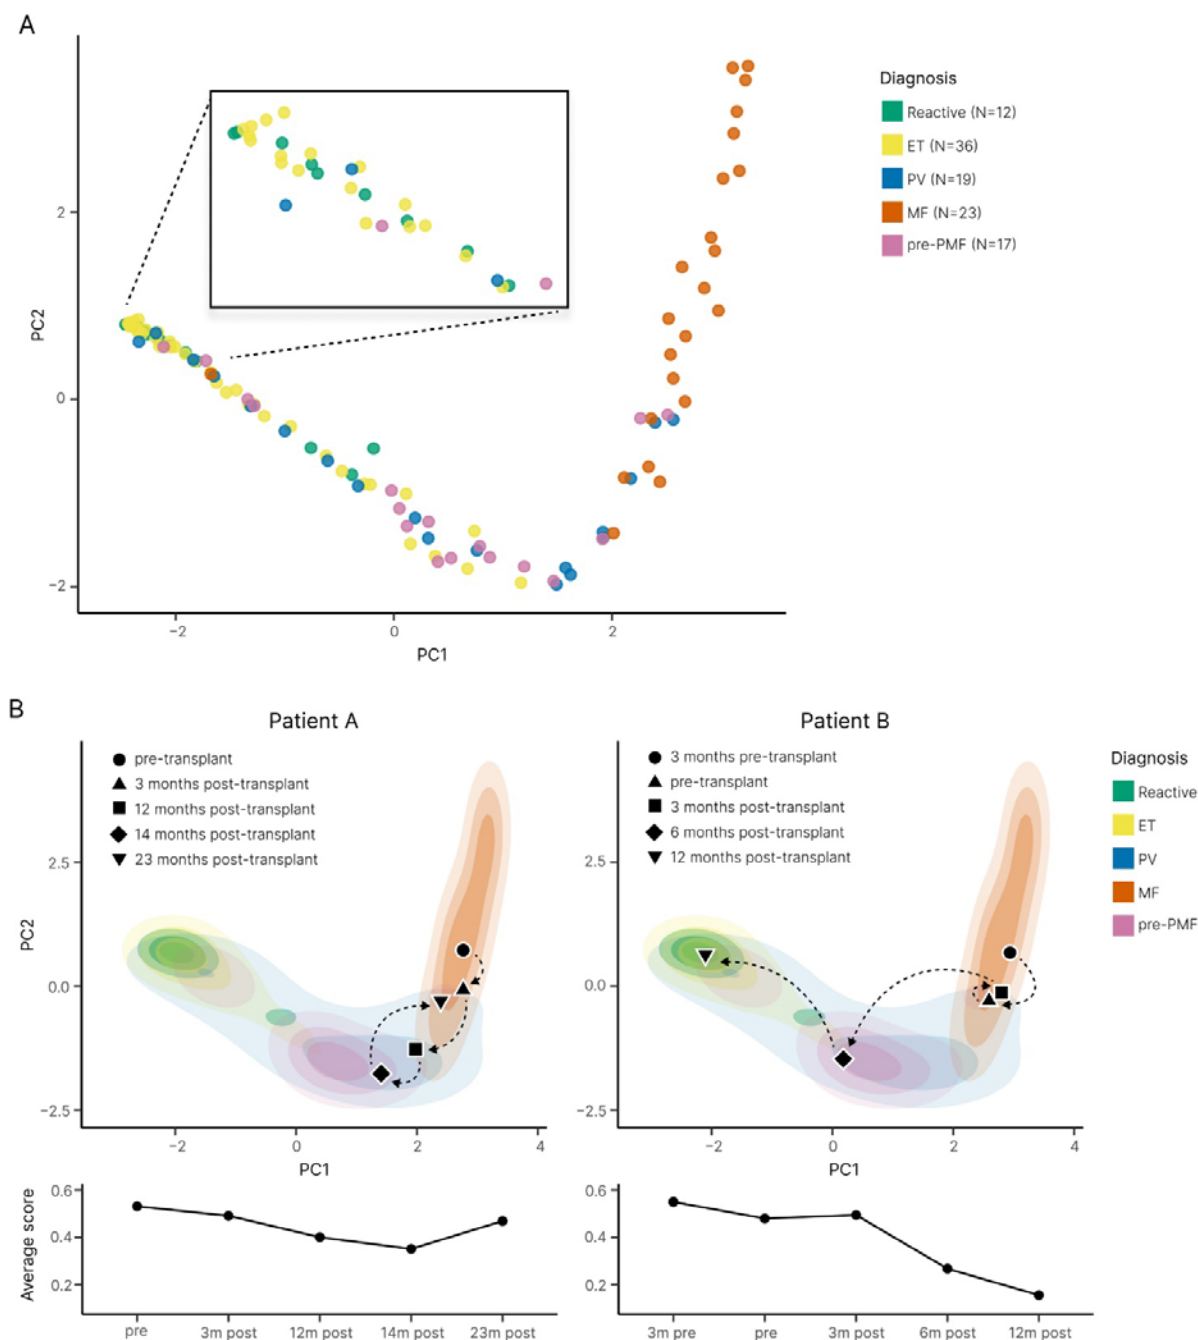 A
Diagnosis
Reactive (N=12)
ET (N=36)
PV (N=19)
MF (N=23)
pre-PMF (N=17)
PC2
2
0
−2
−2
0
2
PC1
B
Patient A
pre-transplant
3 months post-transplant
12 months post-transplant
14 months post-transplant
23 months post-transplant
PC2
2.5
0.0
−2.5
−2
0
2
4
PC1
Patient B
3 months pre-transplant
pre-transplant
3 months post-transplant
6 months post-transplant
12 months post-transplant
2.5
0.0
−2.5
−2
0
2
4
PC1
Diagnosis
Reactive
ET
PV
MF
pre-PMF
Average score
0.6
0.4
0.2
pre
3m post
12m post
14m post
23m post
0.6
0.4
0.2
3m pre
pre
3m post
6m post
12m post